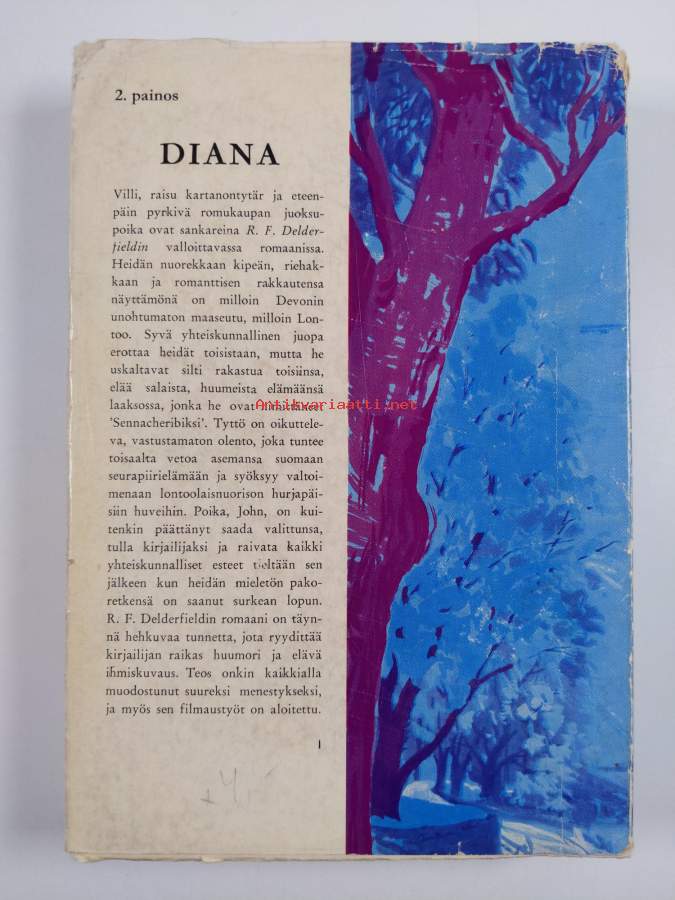 2. painos
DIANA
Villi, raisu kartanontytär ja eteen-
päin pyrkivä romukaupan juoksu-
poika ovat sankareina R. F. Delder-
fieldin valloittavassa romaanissa.
Heidän nuorekkaan kipeän, riehak-
kaan ja romanttisen rakkautensa
näyttämönä on milloin Devonin
unohtumaton maaseutu, milloin Lon-
too. Syvä yhteiskunnallinen juopa
erottaa heidät toisistaan, mutta he
uskaltavat silti rakastua toisiinsa,
elää salaista, huumeista elämäänsä
laaksossa, jonka he ovat
Antikvariaatti.net
'Sennacheribiksi'. Tyttö on oikuttele-
va, vastustamaton olento, joka tuntee
toisaalta vetoa asemansa suomaan
seurapiirielämään ja syöksyy valtoi-
menaan lontoolaisnuorison hurjapäi-
siin huveihin. Poika, John, on kui-
tenkin päättänyt saada valittunsa,
tulla kirjailijaksi ja raivata kaikki
yhteiskunnalliset esteet tieltään sen
jälkeen kun heidän mieletön pako-
retkensä on saanut surkean lopun.
R. F. Delderfieldin romaani on täyn-
nä hehkuvaa tunnetta, jota ryydittää
kirjailijan raikas huumori ja elävä
ihmiskuvaus. Teos onkin kaikkialla
muodostunut suureksi menestykseksi,
ja myös sen filmaustyöt on aloitettu.
1